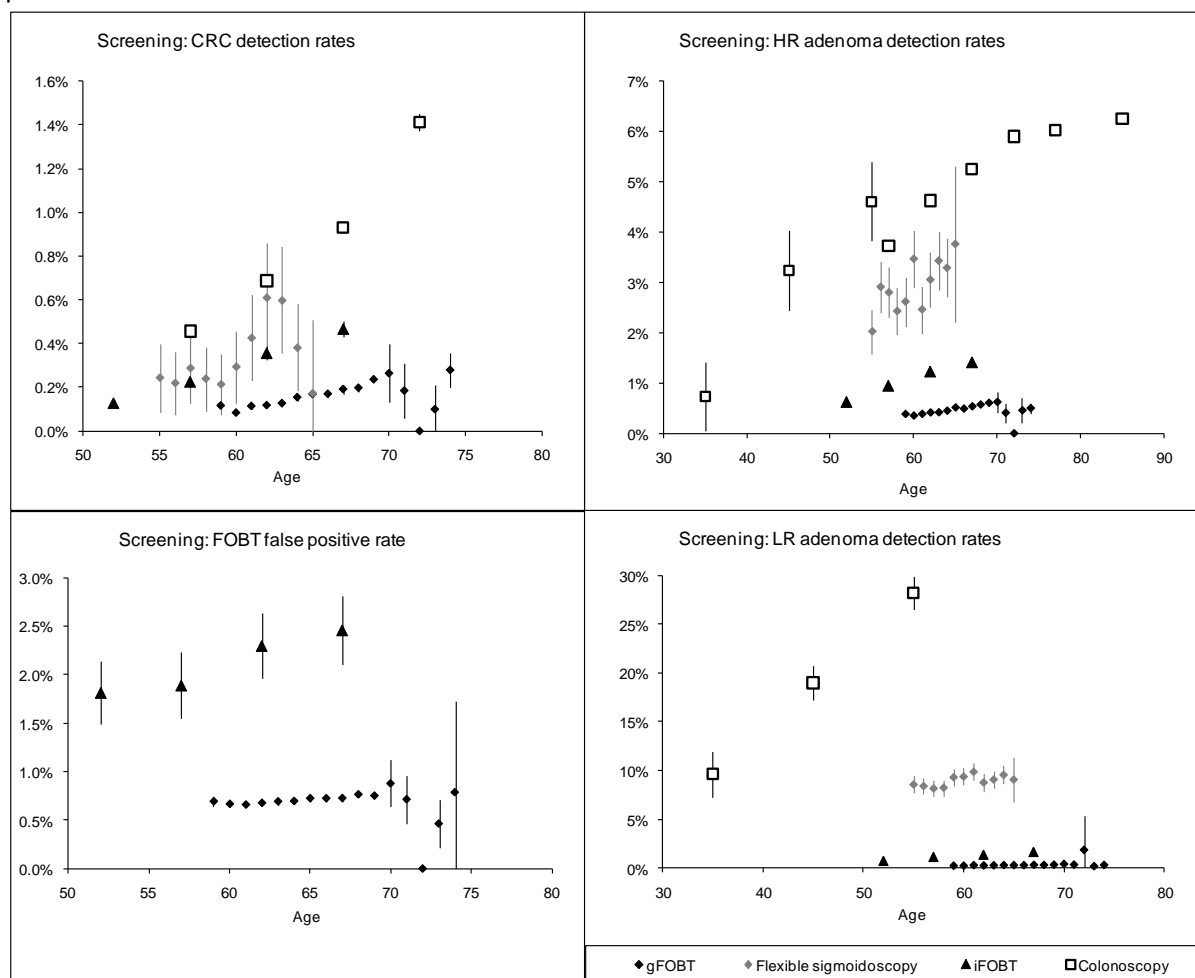 Screening: CRC detection rates
1.6%
1.4%
1.2%
1.0%
0.8%
0.6%
0.4%
0.2%
0.0%
50 55 60 65 70 75 80
Age
Screening: HR adenoma detection rates
7%
6%
5%
4%
3%
2%
1%
0%
30 40 50 60 70 80 90
Age
Screening: FOBT false positive rate
3.0%
2.5%
2.0%
1.5%
1.0%
0.5%
0.0%
50 55 60 65 70 75 80
Age
Screening: LR adenoma detection rates
30%
25%
20%
15%
10%
5%
0%
30 40 50 60 70 80
Age
gFOBT Flexible sigmoidoscopy iFOBT Colonoscopy